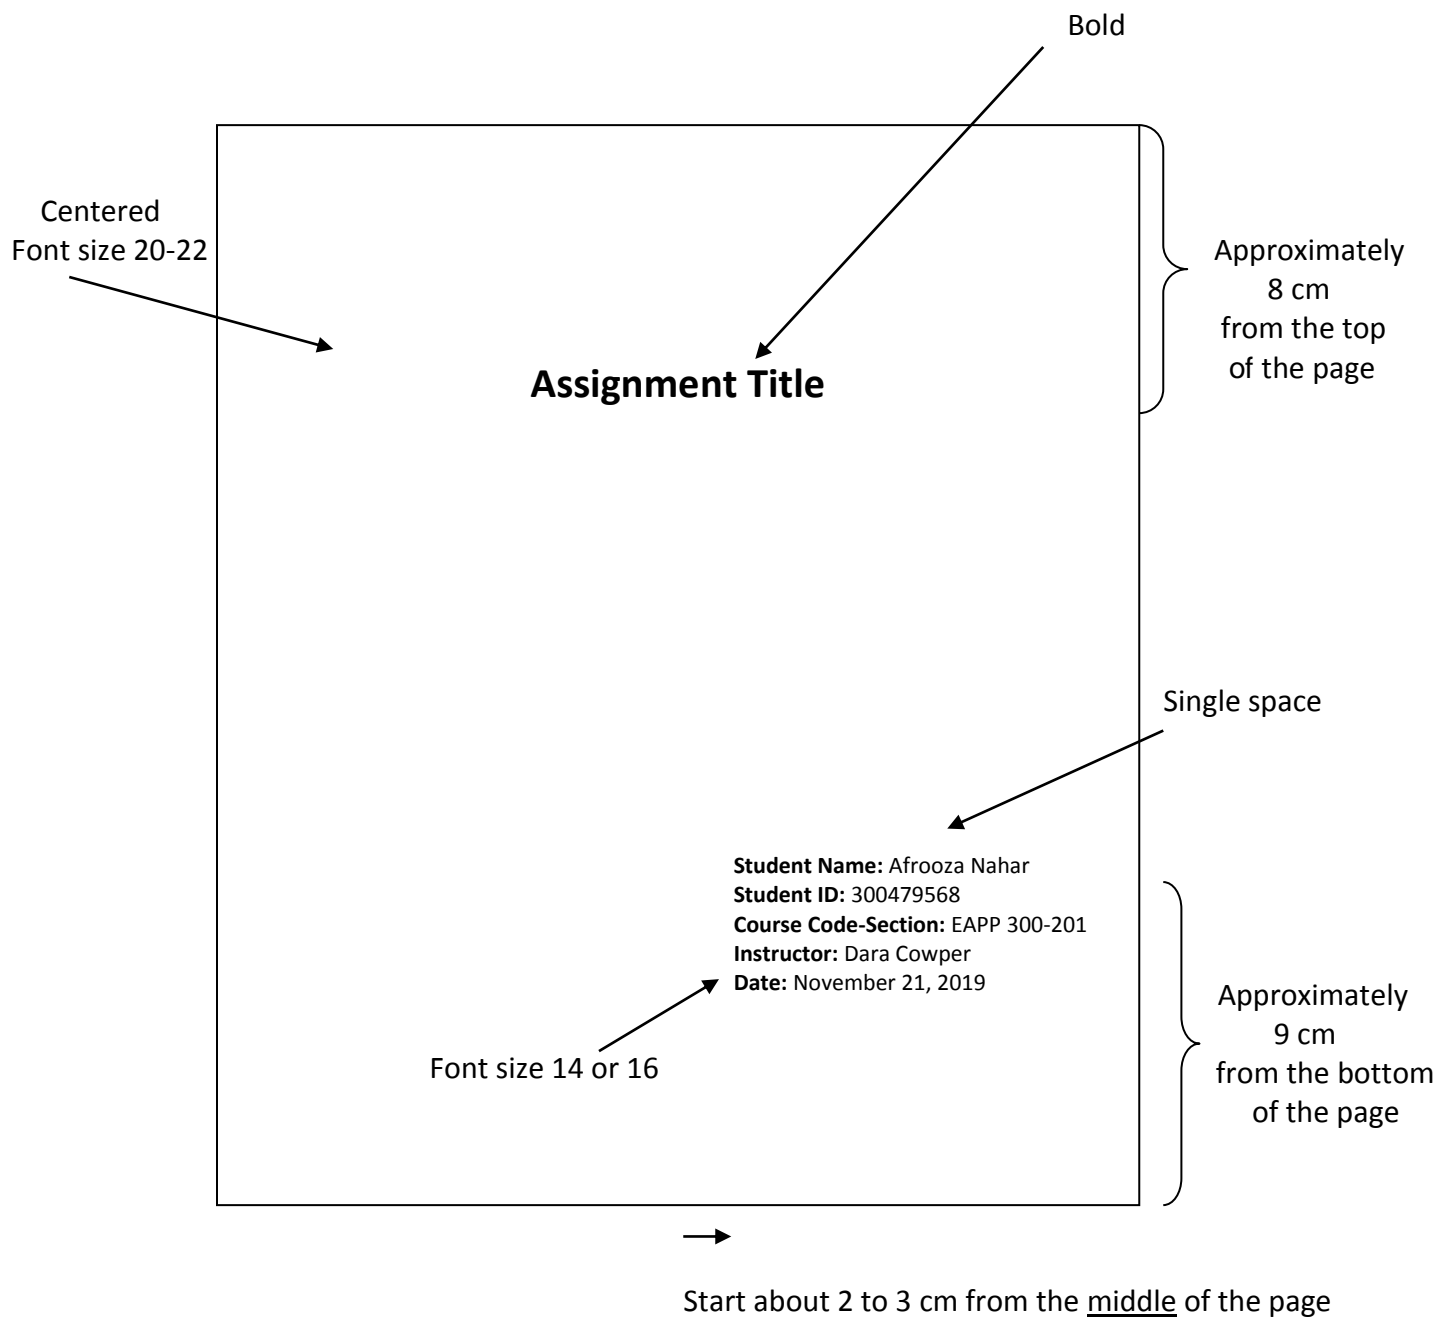 Bold
Centered
Font size 20-22
Approximately
8 cm
from the top
of the page
Assignment Title
Single space
Student Name: Afrooza Nahar
Student ID: 300479568
Course Code-Section: EAPP 300-201
Instructor: Dara Cowper
Date: November 21, 2019
Font size 14 or 16
Approximately
9 cm
from the bottom
of the page
Start about 2 to 3 cm from the middle of the page